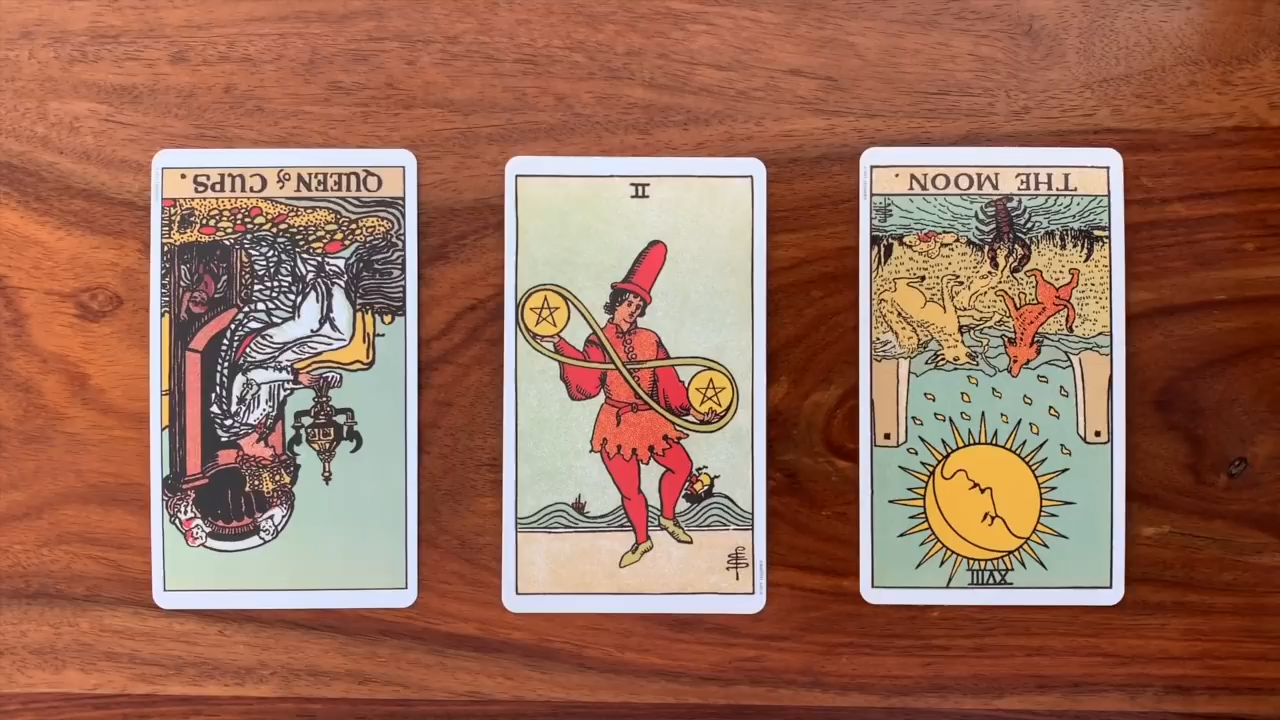 QUEEN of CUPS.
II
THE MOON.
XVIII